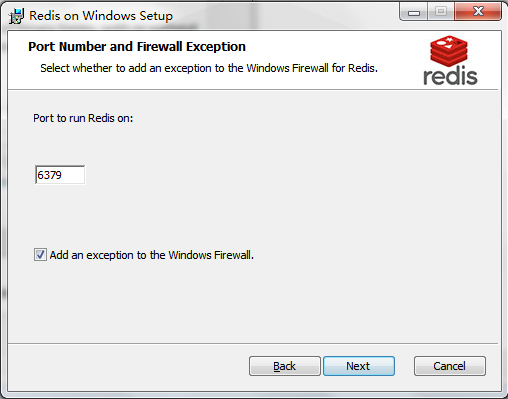 Redis on Windows Setup
Port Number and Firewall Exception
Select whether to add an exception to the Windows Firewall for Redis.
redis
Port to run Redis on:
6379
Add an exception to the Windows Firewall.
Back
Next
Cancel